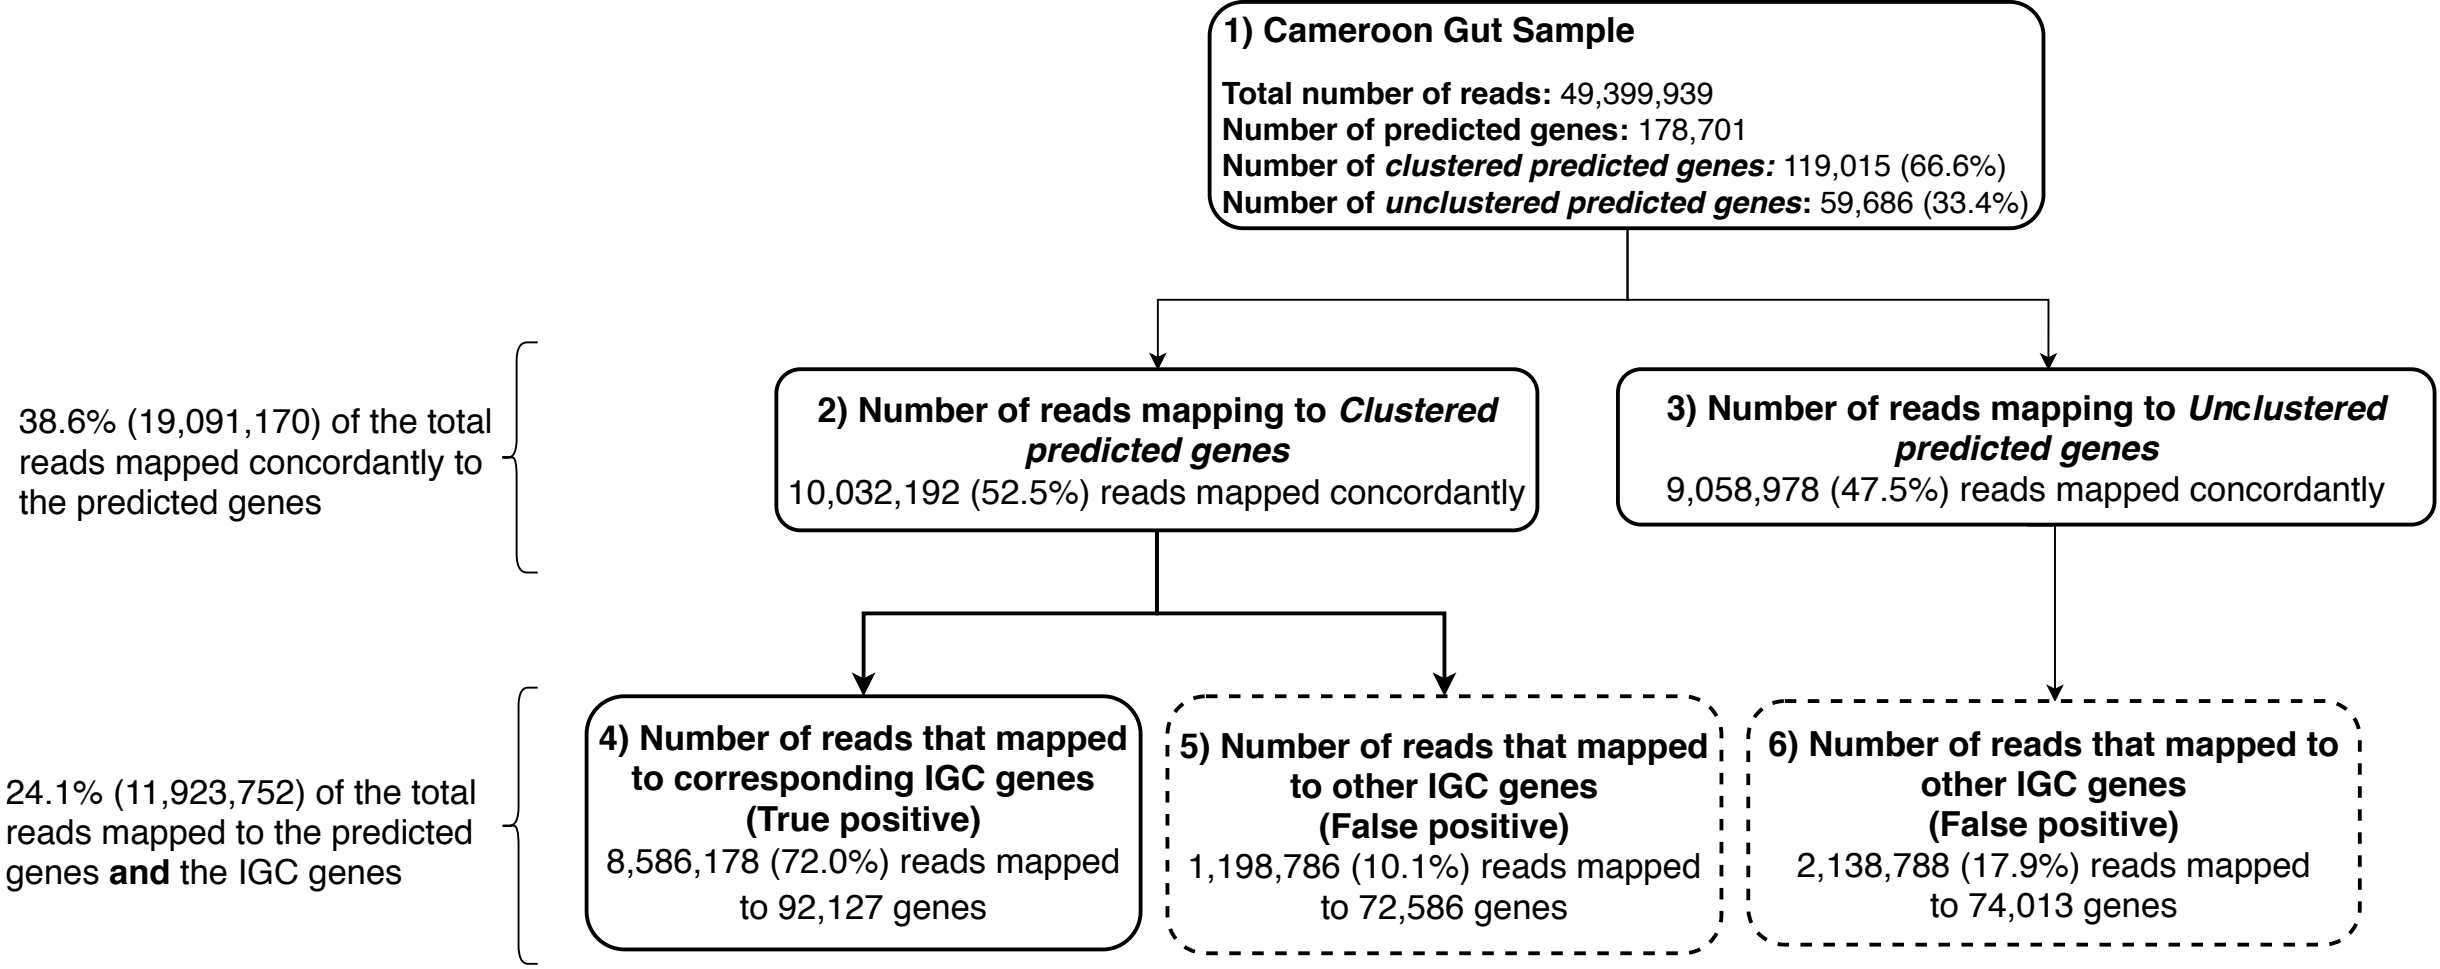 1) Cameroon Gut Sample
Total number of reads: 49,399,939
Number of predicted genes: 178,701
Number of clustered predicted genes: 119,015 (66.6%)
Number of unclustered predicted genes: 59,686 (33.4%)
38.6% (19,091,170) of the total
reads mapped concordantly to
the predicted genes
2) Number of reads mapping to Clustered
predicted genes
10,032,192 (52.5%) reads mapped concordantly
3) Number of reads mapping to Unclustered
predicted genes
9,058,978 (47.5%) reads mapped concordantly
24.1% (11,923,752) of the total
reads mapped to the predicted
genes and the IGC genes
4) Number of reads that mapped
to corresponding IGC genes
(True positive)
8,586,178 (72.0%) reads mapped
to 92,127 genes
5) Number of reads that mapped
to other IGC genes
(False positive)
1,198,786 (10.1%) reads mapped
to 72,586 genes
6) Number of reads that mapped to
other IGC genes
(False positive)
2,138,788 (17.9%) reads mapped
to 74,013 genes